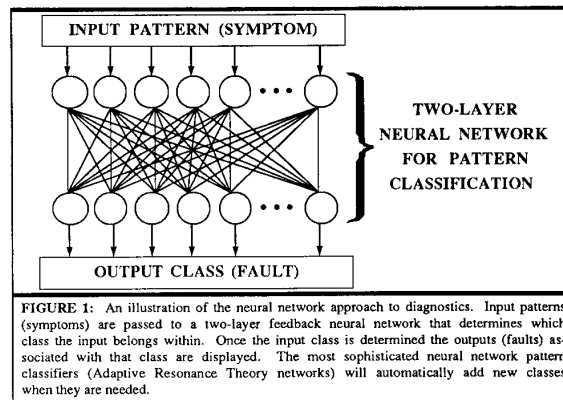 INPUT PATTERN (SYMPTOM)
TWO-LAYER
NEURAL NETWORK
FOR PATTERN
CLASSIFICATION
OUTPUT CLASS (FAULT)
FIGURE 1: An illustration of the neural network approach to diagnostics. Input patterns
(symptoms) are passed to a two-layer feedback neural network that determines which
class the input belongs within. Once the input class is determined the outputs (faults) as-
sociated with that class are displayed. The most sophisticated neural network pattern
classifiers (Adaptive Resonance Theory networks) will automatically add new classes
when they are needed.